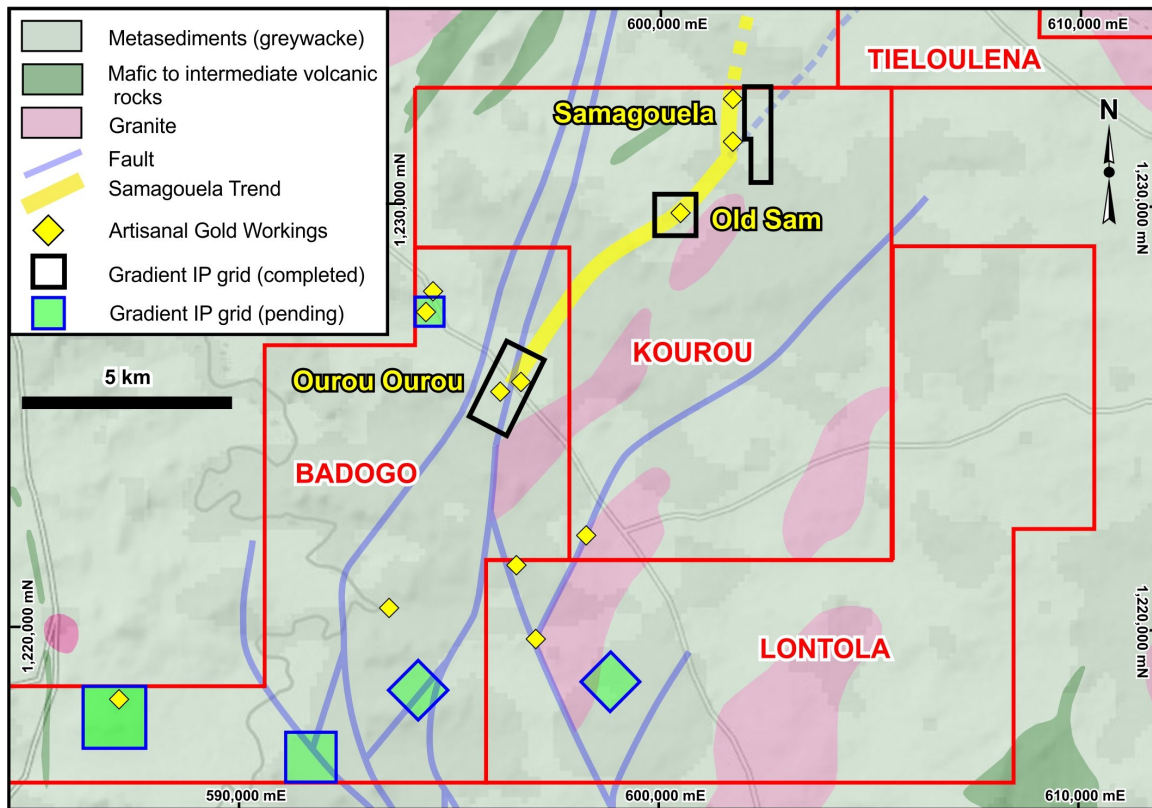 Metasediments (greywacke)
Mafic to intermediate volcanic
rocks
Granite
Fault
Samagouela Trend
Artisanal Gold Workings
Gradient IP grid (completed)
Gradient IP grid (pending)
5 km
600,000 mE
610,000 mE
TIELOULENA
Samagouela
N
1,230,000 mN
1,230,000 mN
Old Sam
KOUROU
Ourou Ourou
BADOGO
1,220,000 mN
1,220,000 mN
LONTOLA
590,000 mE
600,000 mE
610,000 mE